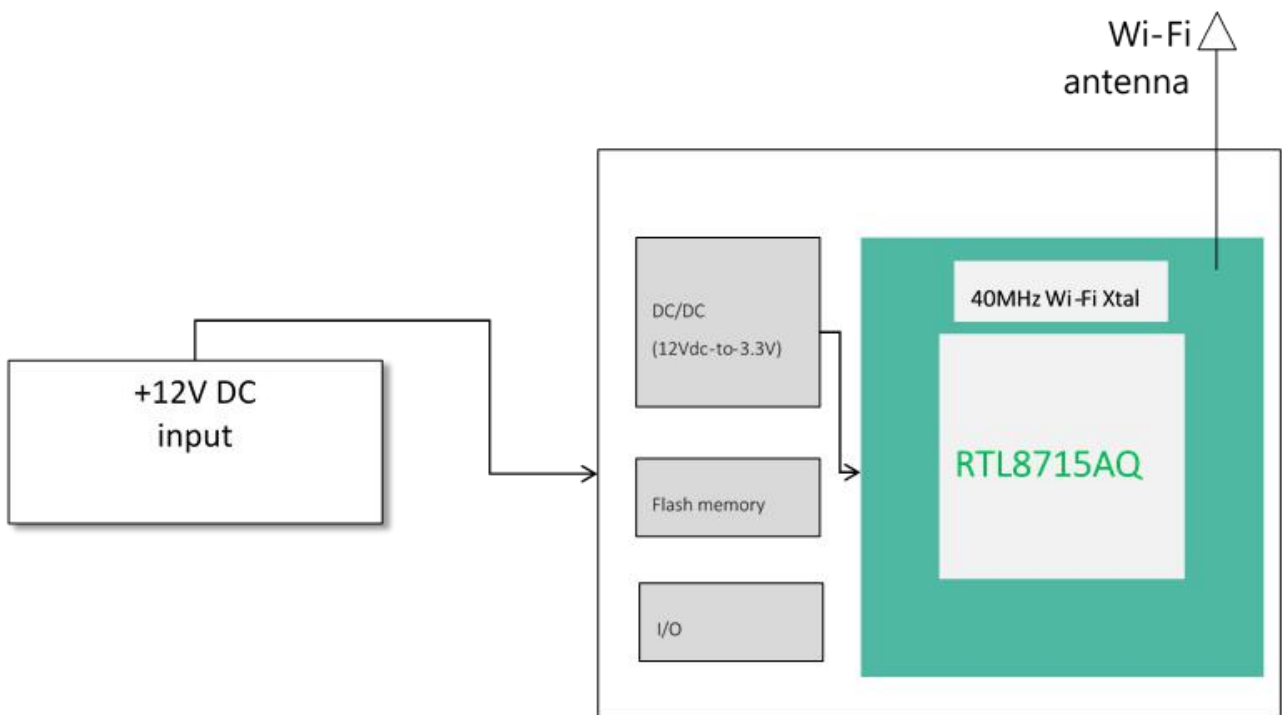 Wi-Fi
antenna
+12V DC
input
DC/DC
(12Vdc-to-3.3V)
Flash memory
I/O
40MHz Wi-Fi Xtal
RTL8715AQ